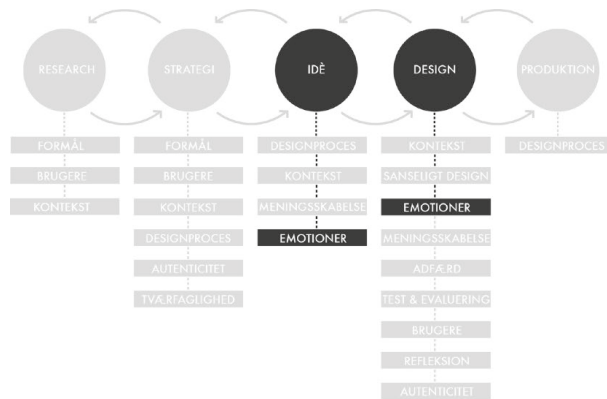 RESEARCH
STRATEGI
IDÈ
DESIGN
PRODUKTION
FORMÅL
BRUGERE
KONTEKST
FORMÅL
BRUGERE
KONTEKST
DESIGNPROCES
AUTENTICITET
TVÆRFAGLIGHED
DESIGNPROCES
KONTEKST
MENINGSSKABELSE
EMOTIONER
KONTEKST
SANSELIGT DESIGN
EMOTIONER
MENINGSSKABELSE
ADFÆRD
TEST & EVALUERING
BRUGERE
REFLEKSION
AUTENTICITET
DESIGNPROCES